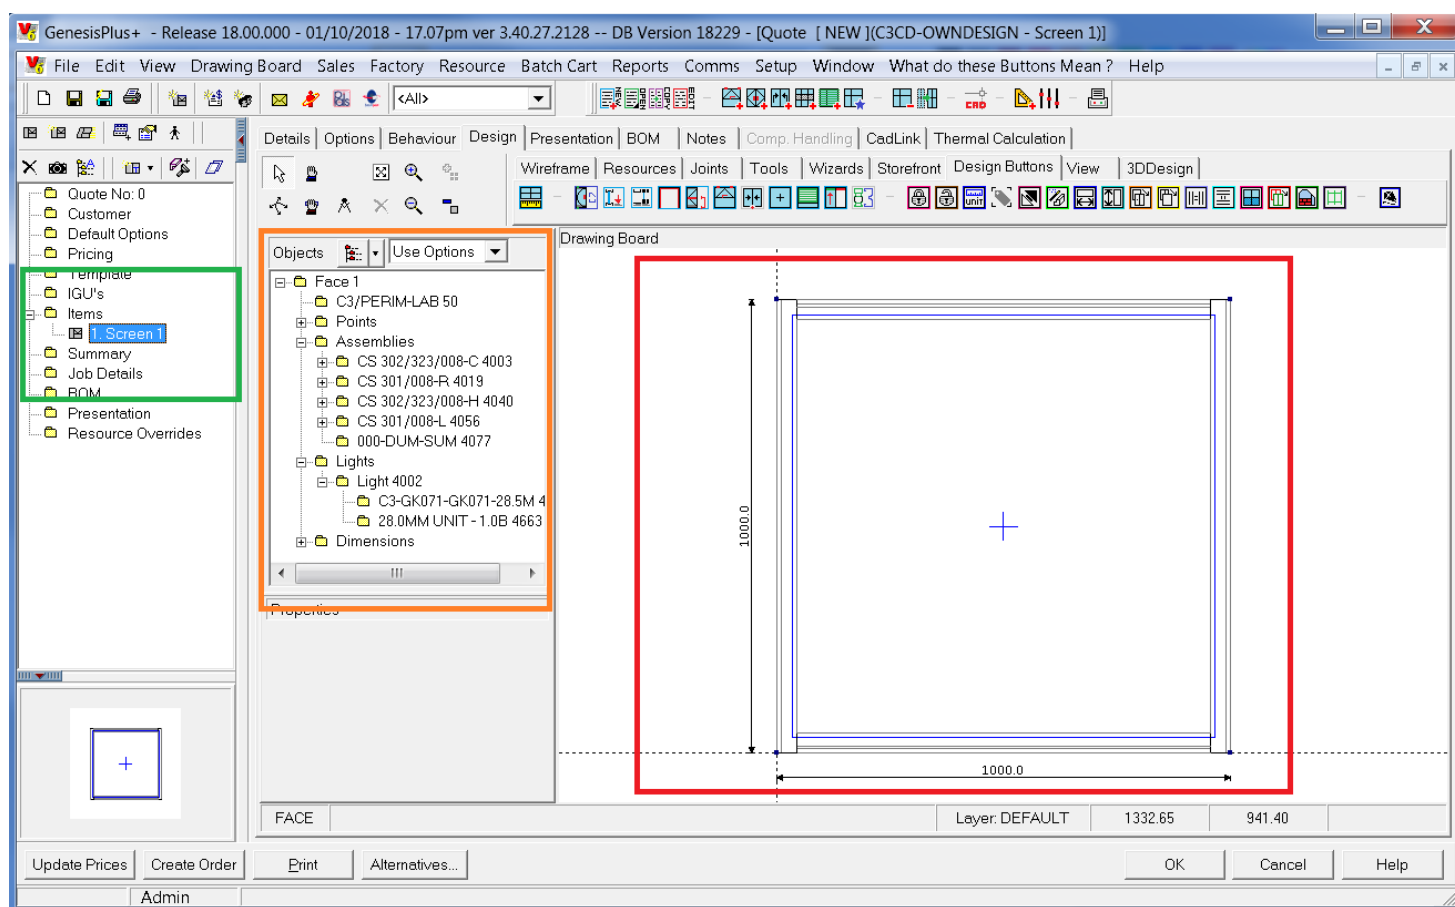 GenesisPlus+ - Release 18.00.000 - 01/10/2018 - 17.07pm ver 3.40.27.2128 -- DB Version 18229 - [Quote [ NEW ](C3CD-OWNDESIGN - Screen 1)]
File Edit View Drawing Board Sales Factory Resource Batch Cart Reports Comms Setup Window What do these Buttons Mean ? Help
<All>
CAD
Details Options Behaviour Design Presentation BOM Notes Comp. Handling CadLink Thermal Calculation
Wireframe Resources Joints Tools Wizards Storefront Design Buttons View 3DDesign
unit
Quote No: 0
Customer
Default Options
Pricing
Template
IGU's
Items
1. Screen 1
Summary
Job Details
BOM
Presentation
Resource Overrides
Objects Use Options
Face 1
C3/PERIM-LAB 50
Points
Assemblies
CS 302/323/008-C 4003
CS 301/008-R 4019
CS 302/323/008-H 4040
CS 301/008-L 4056
000-DUM-SUM 4077
Lights
Light 4002
C3-GK071-GK071-28.5M 4
28.0MM UNIT - 1.0B 4663
Dimensions
Properties
Drawing Board
1000.0
1000.0
FACE Layer: DEFAULT 1332.65 941.40
Update Prices Create Order Print Alternatives... OK Cancel Help
Admin